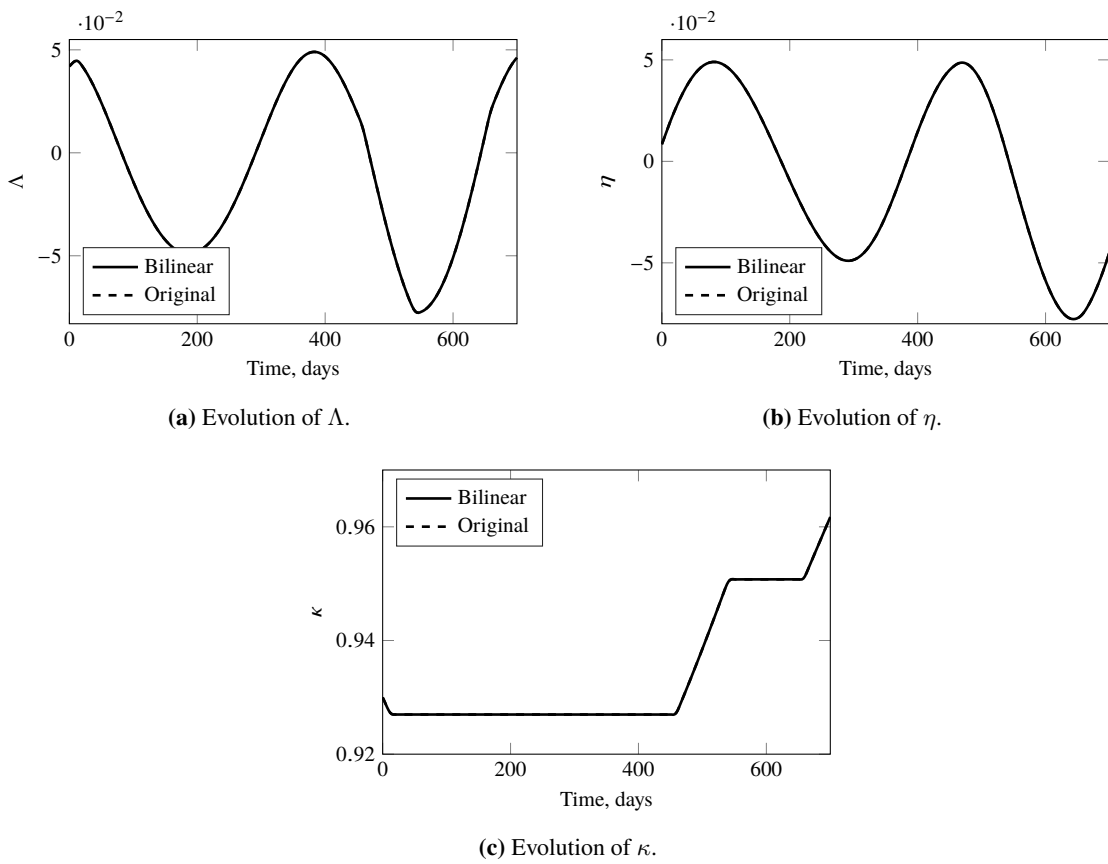 ·10⁻²
5
0
−5
Λ
Bilinear
Original
0
200
400
600
Time, days
(a) Evolution of Λ.
·10⁻²
5
0
−5
η
Bilinear
Original
0
200
400
600
Time, days
(b) Evolution of η.
0.96
0.94
0.92
κ
Bilinear
Original
0
200
400
600
Time, days
(c) Evolution of κ.